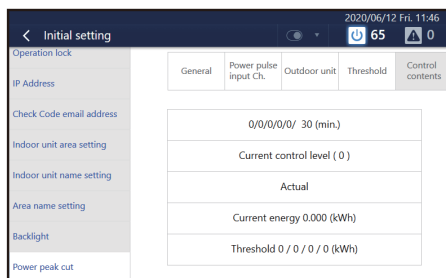 2020/06/12 Fri. 11:46
Initial setting
65
0
Operation lock
IP Address
Check Code email address
Indoor unit area setting
Indoor unit name setting
Area name setting
Backlight
Power peak cut
General
Power pulse
input Ch.
Outdoor unit
Threshold
Control
contents
0/0/0/0/0/ 30 (min.)
Current control level ( 0 )
Actual
Current energy 0.000 (kWh)
Threshold 0 / 0 / 0 / 0 (kWh)